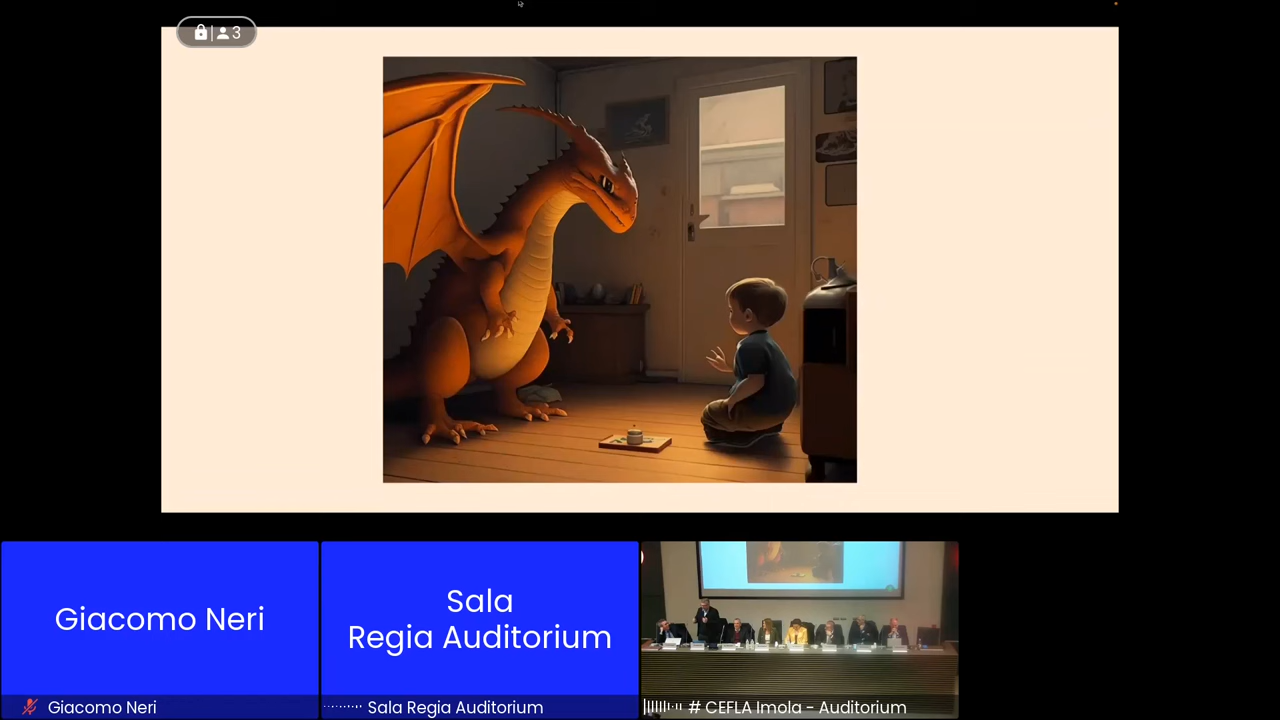 3
Giacomo Neri
Sala
Regia Auditorium
Giacomo Neri
Sala Regia Auditorium
# CEFLA Imola - Auditorium